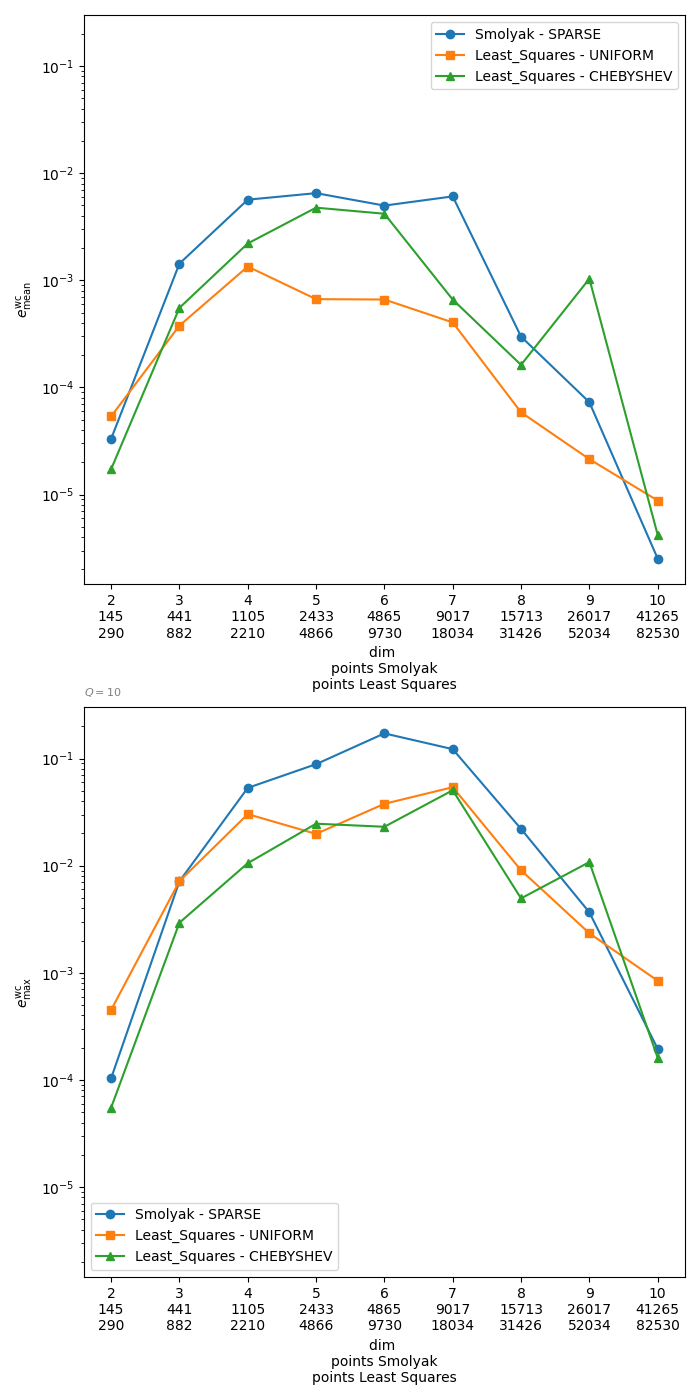 Smolyak - SPARSE
Least_Squares - UNIFORM
Least_Squares - CHEBYSHEV
10⁻¹
10⁻²
10⁻³
10⁻⁴
10⁻⁵
e^wc_mean
2 3 4 5 6 7 8 9 10
145 441 1105 2433 4865 9017 15713 26017 41265
290 882 2210 4866 9730 18034 31426 52034 82530
dim
points Smolyak
points Least Squares
Q = 10
10⁻¹
10⁻²
10⁻³
10⁻⁴
10⁻⁵
e^wc_max
Smolyak - SPARSE
Least_Squares - UNIFORM
Least_Squares - CHEBYSHEV
2 3 4 5 6 7 8 9 10
145 441 1105 2433 4865 9017 15713 26017 41265
290 882 2210 4866 9730 18034 31426 52034 82530
dim
points Smolyak
points Least Squares